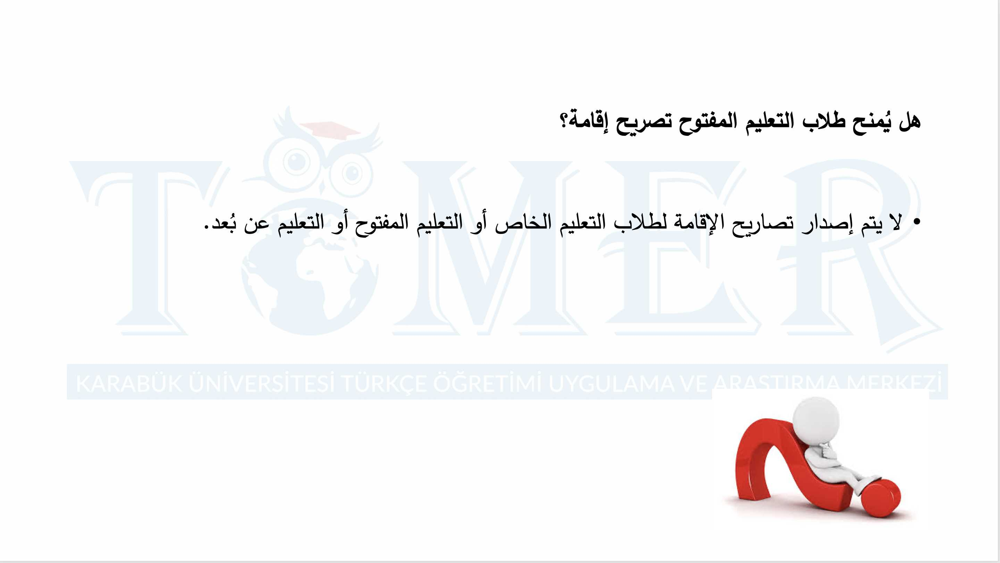 هل يُمنح طلاب التعليم المفتوح تصريح إقامة؟
• لا يتم إصدار تصاريح الإقامة لطلاب التعليم الخاص أو التعليم المفتوح أو التعليم عن بُعد.
TÖMER
KARABÜK ÜNİVERSİTESİ TÜRKÇE ÖĞRETİMİ UYGULAMA VE ARAŞTIRMA MERKEZİ